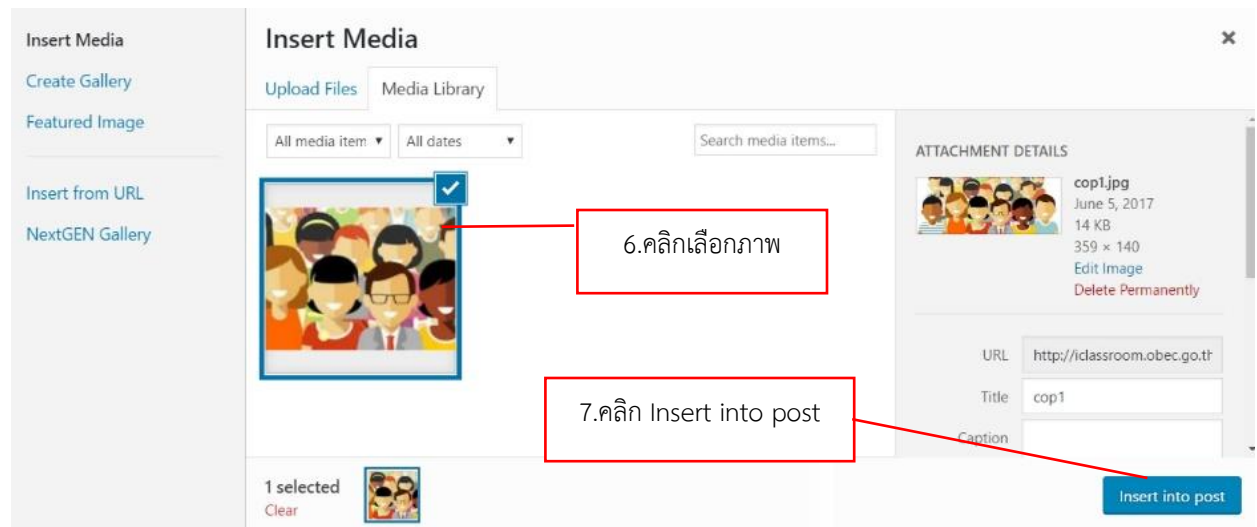 Insert Media
Create Gallery
Featured Image
Insert from URL
NextGEN Gallery
Insert Media
×
Upload Files
Media Library
All media item
All dates
Search media items...
6.คลิกเลือกภาพ
7.คลิก Insert into post
ATTACHMENT DETAILS
cop1.jpg
June 5, 2017
14 KB
359 × 140
Edit Image
Delete Permanently
URL http://iclassroom.obec.go.th
Title cop1
Caption
1 selected
Clear
Insert into post